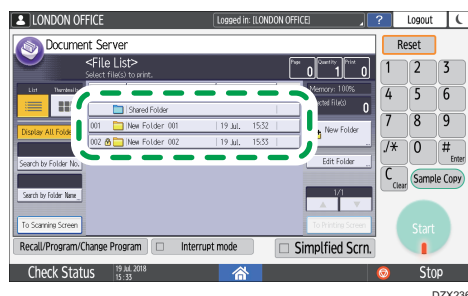 LONDON OFFICE
Logged in: [LONDON OFFICE]
?
Logout
Document Server
Reset
<File List>
Select file(s) to print.
Page
0
Quantity
1
Print
0
1 2 3
List
Thumbnails
Memory: 100%
0
4 5 6
Shared Folder
Display All Folders
001 New Folder 001 19 Jul. 15:32
New Folder
7 8 9
002 New Folder 002 19 Jul. 15:33
Search by Folder No.
Edit Folder
./* 0 # Enter
Search by Folder Name
1/1
C Clear
Sample Copy
To Scanning Screen
To Printing Screen
Start
Recall/Program/Change Program
Interrupt mode
Simplfied Scrn.
Check Status
19 Jul. 2018
15:33
Stop
DZX236